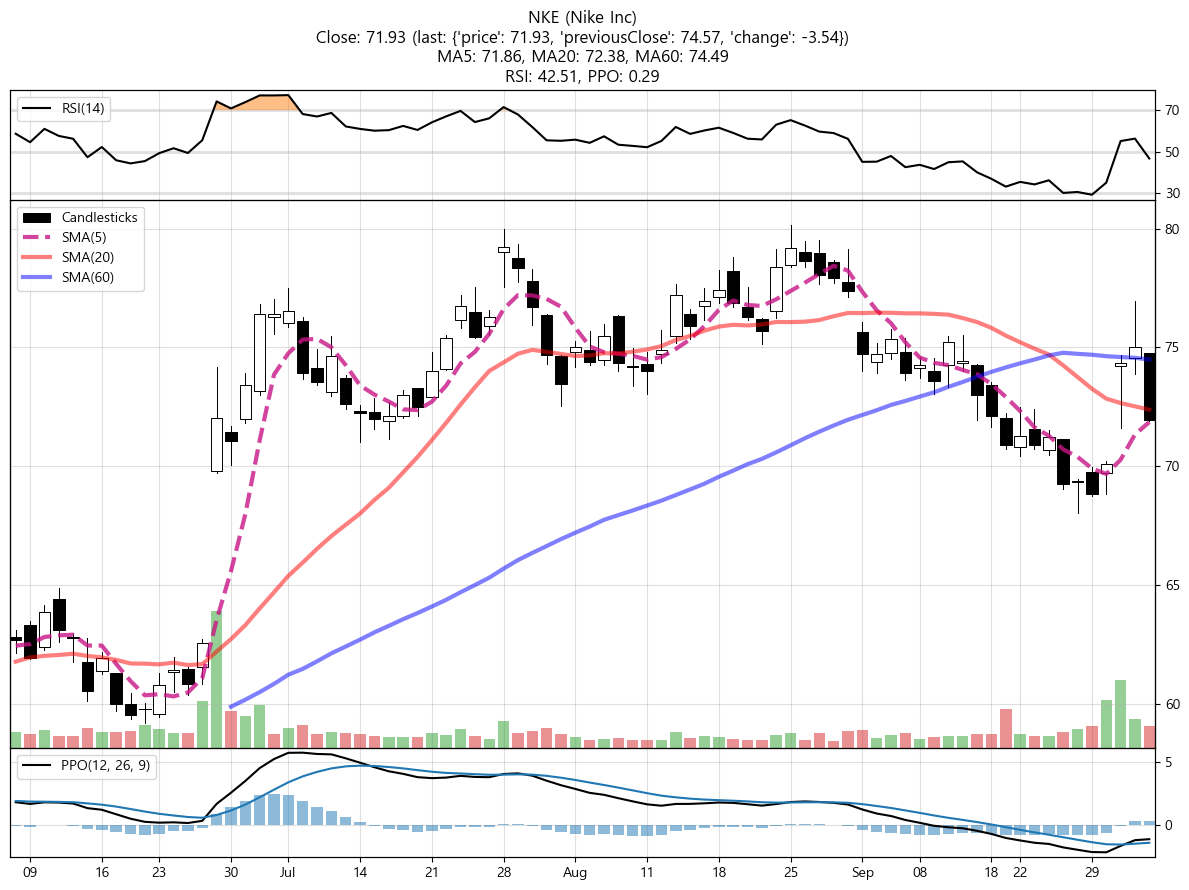 NKE (Nike Inc)
Close: 71.93 (last: {'price': 71.93, 'previousClose': 74.57, 'change': -3.54})
MA5: 71.86, MA20: 72.38, MA60: 74.49
RSI: 42.51, PPO: 0.29
RSI(14)
70
50
30
Candlesticks
SMA(5)
SMA(20)
SMA(60)
80
75
70
65
60
PPO(12, 26, 9)
5
0
09 16 23 30 Jul 14 21 28 Aug 11 18 25 Sep 08 18 22 29